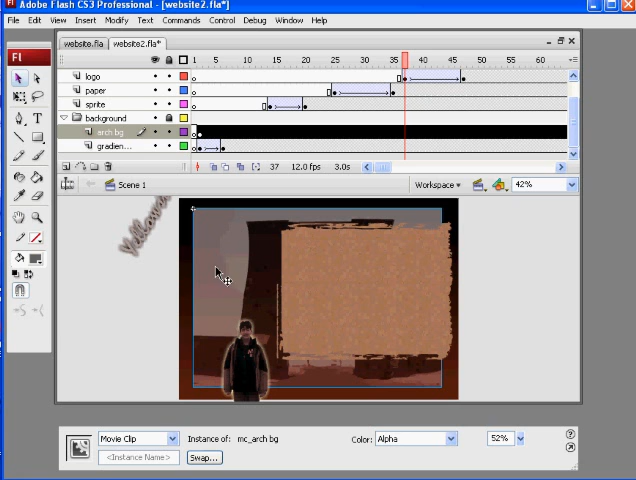 Adobe Flash CS3 Professional - [website2.fla*]
File Edit View Insert Modify Text Commands Control Debug Window Help
website.fla website2.fla*
1 5 10 15 20 25 30 35 40 45 50 55 60
Fl
logo
paper
sprite
background
arch bg
gradien...
37 12.0 fps 3.0s
Scene 1 Workspace 42%
Movie Clip Instance of: mc_arch bg Color: Alpha 52%
<Instance Name> Swap...